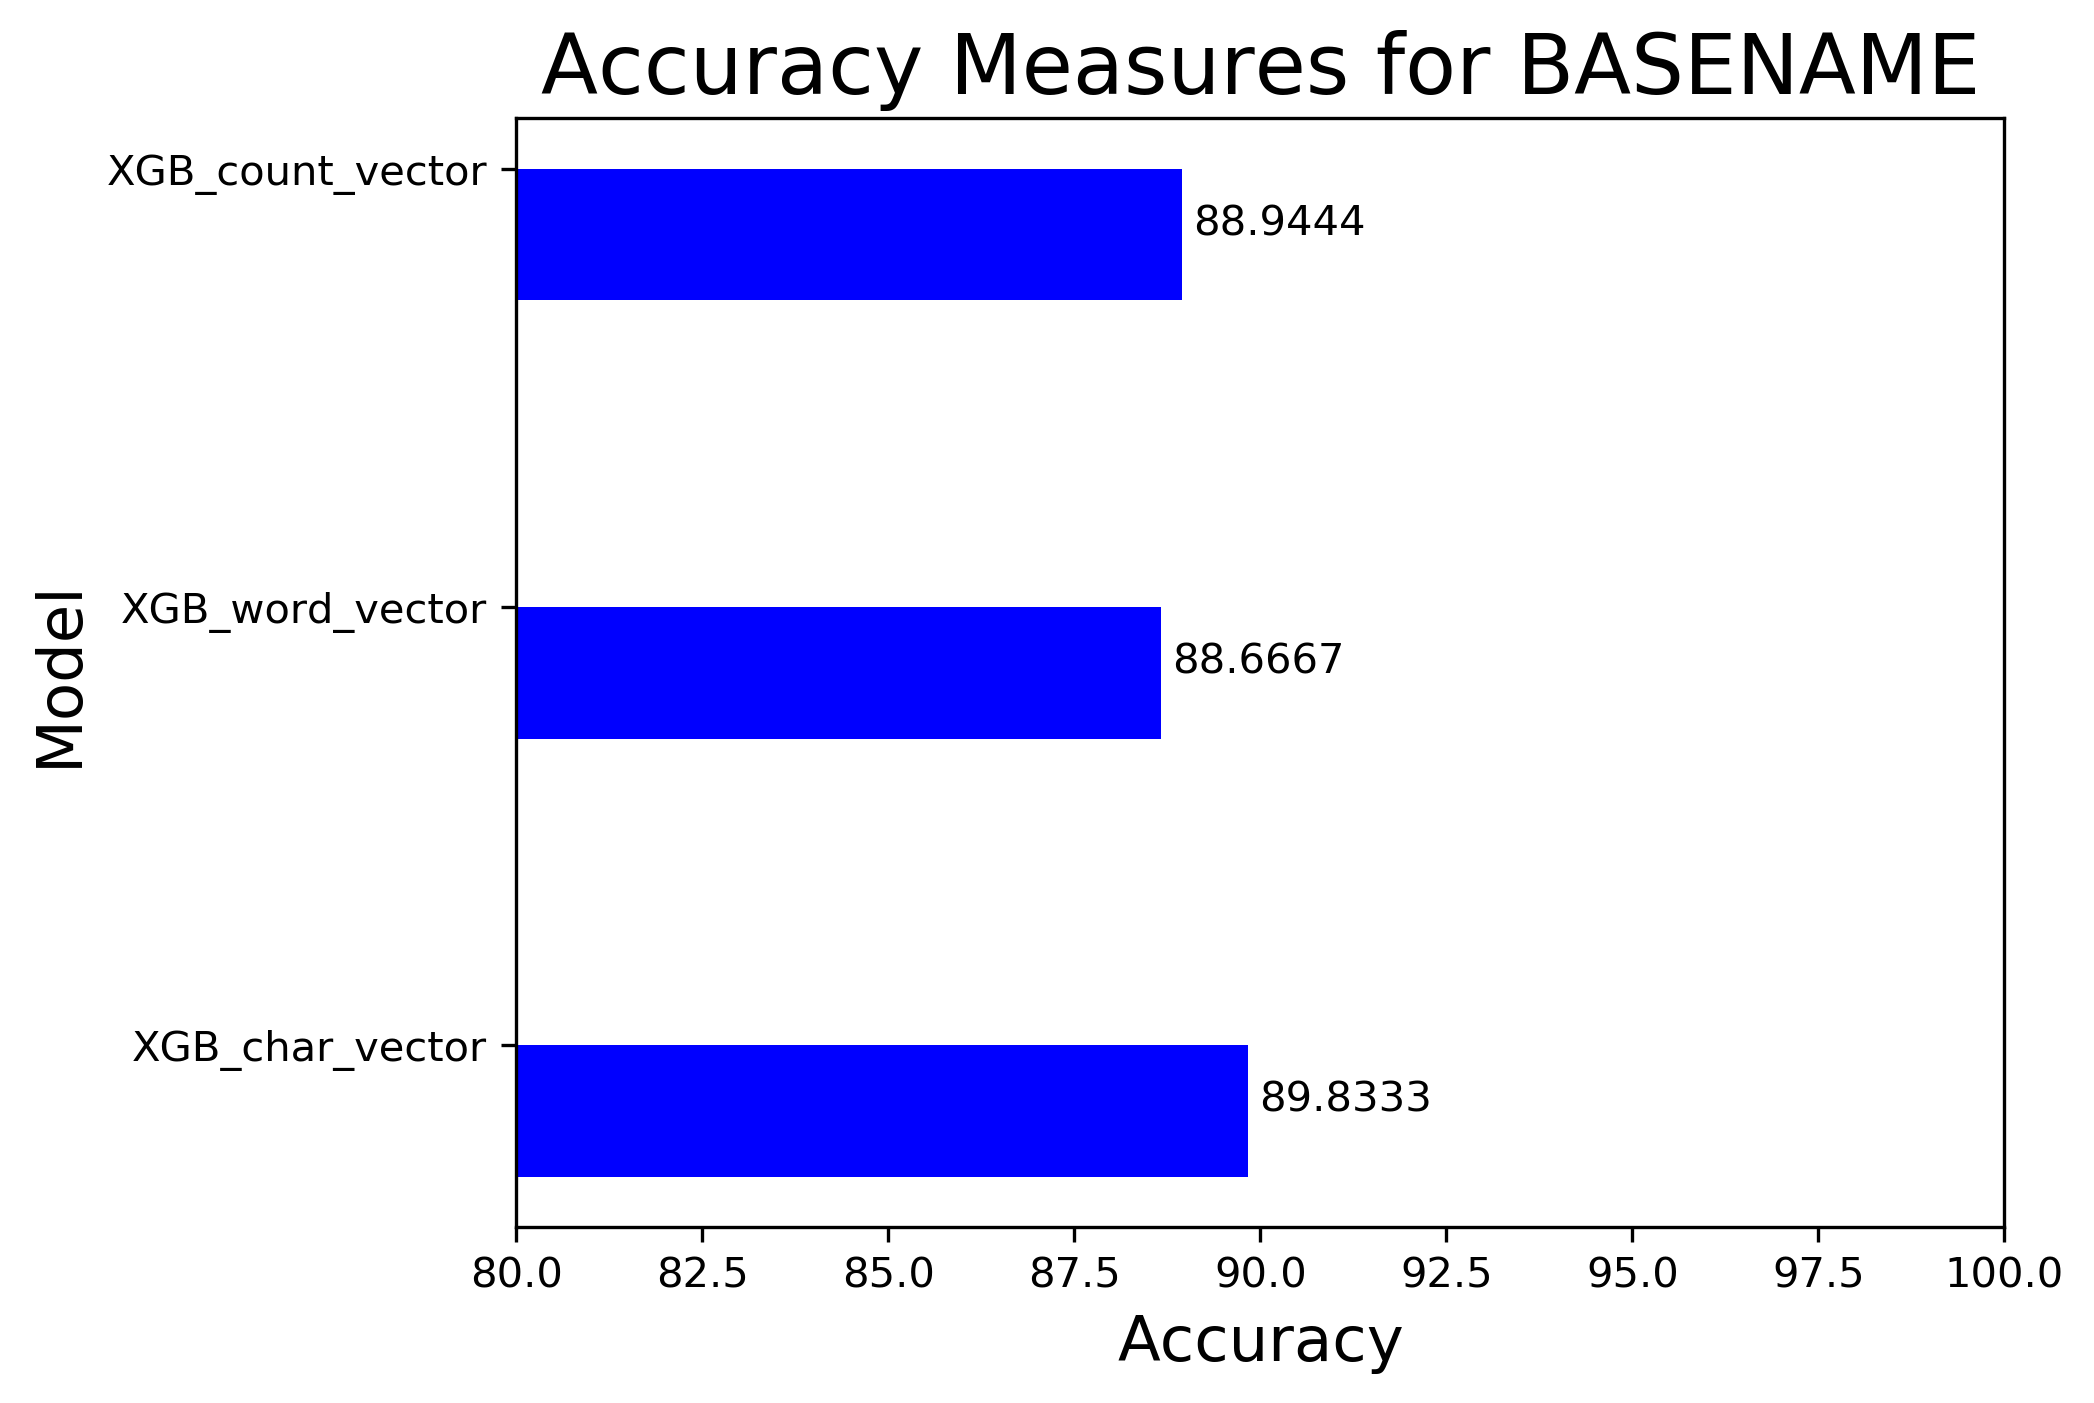 Accuracy Measures for BASENAME
XGB_count_vector
88.9444
XGB_word_vector
88.6667
Model
XGB_char_vector
89.8333
80.0 82.5 85.0 87.5 90.0 92.5 95.0 97.5 100.0
Accuracy